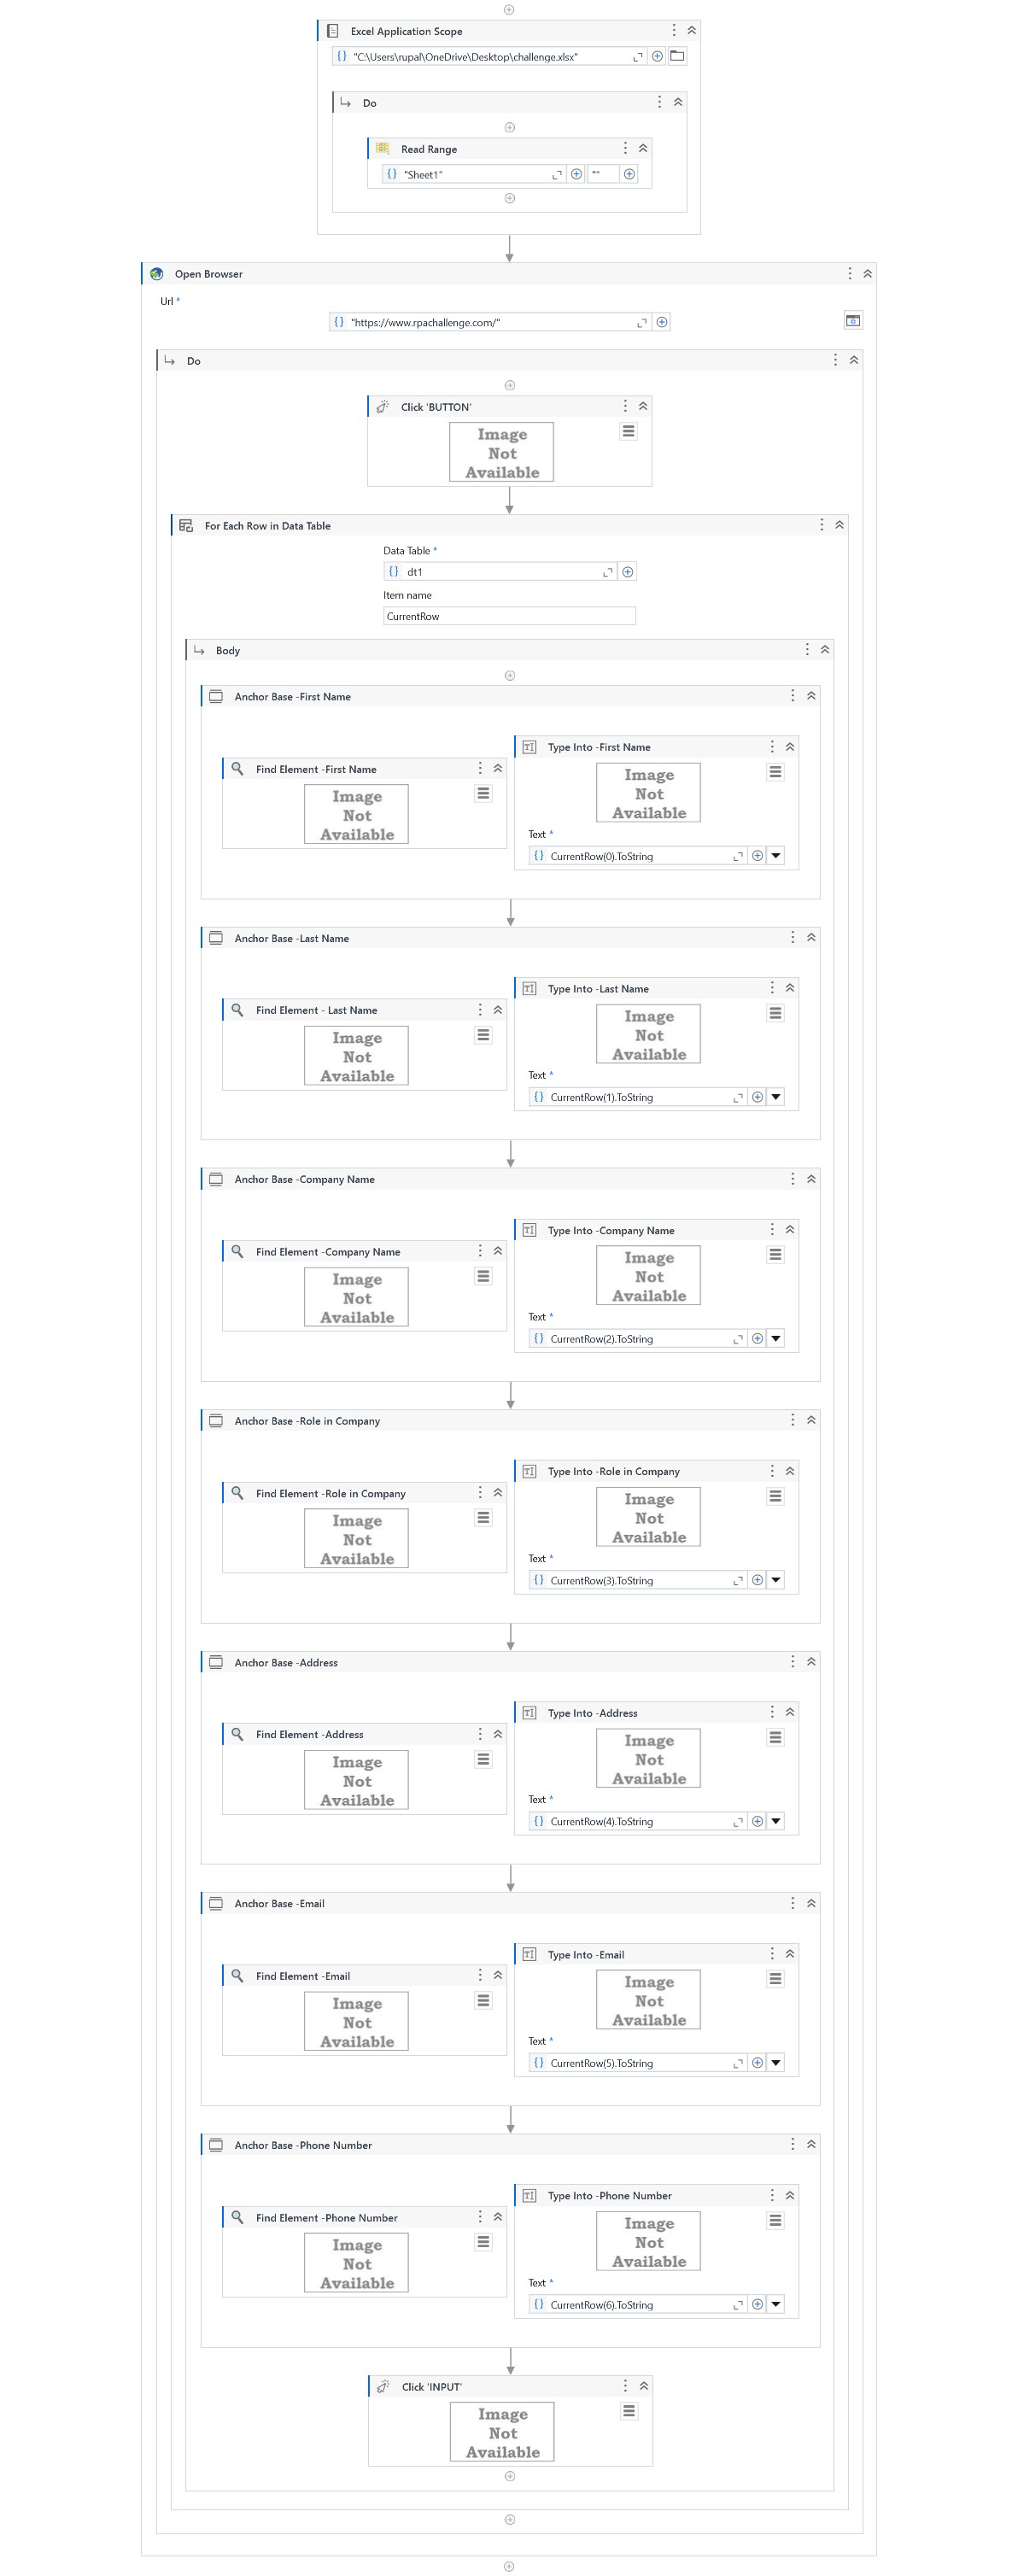 Excel Application Scope
"C:\Users\rupal\OneDrive\Desktop\challenge.xlsx"
Do
Read Range
"Sheet1" ""
Open Browser
Url *
"https://www.rpachallenge.com/"
Do
Click 'BUTTON'
Image
Not
Available
For Each Row in Data Table
Data Table *
dt1
Item name
CurrentRow
Body
Anchor Base -First Name
Find Element -First Name
Image
Not
Available
Type Into -First Name
Image
Not
Available
Text *
CurrentRow(0).ToString
Anchor Base -Last Name
Find Element - Last Name
Image
Not
Available
Type Into -Last Name
Image
Not
Available
Text *
CurrentRow(1).ToString
Anchor Base -Company Name
Find Element -Company Name
Image
Not
Available
Type Into -Company Name
Image
Not
Available
Text *
CurrentRow(2).ToString
Anchor Base -Role in Company
Find Element -Role in Company
Image
Not
Available
Type Into -Role in Company
Image
Not
Available
Text *
CurrentRow(3).ToString
Anchor Base -Address
Find Element -Address
Image
Not
Available
Type Into -Address
Image
Not
Available
Text *
CurrentRow(4).ToString
Anchor Base -Email
Find Element -Email
Image
Not
Available
Type Into -Email
Image
Not
Available
Text *
CurrentRow(5).ToString
Anchor Base -Phone Number
Find Element -Phone Number
Image
Not
Available
Type Into -Phone Number
Image
Not
Available
Text *
CurrentRow(6).ToString
Click 'INPUT'
Image
Not
Available